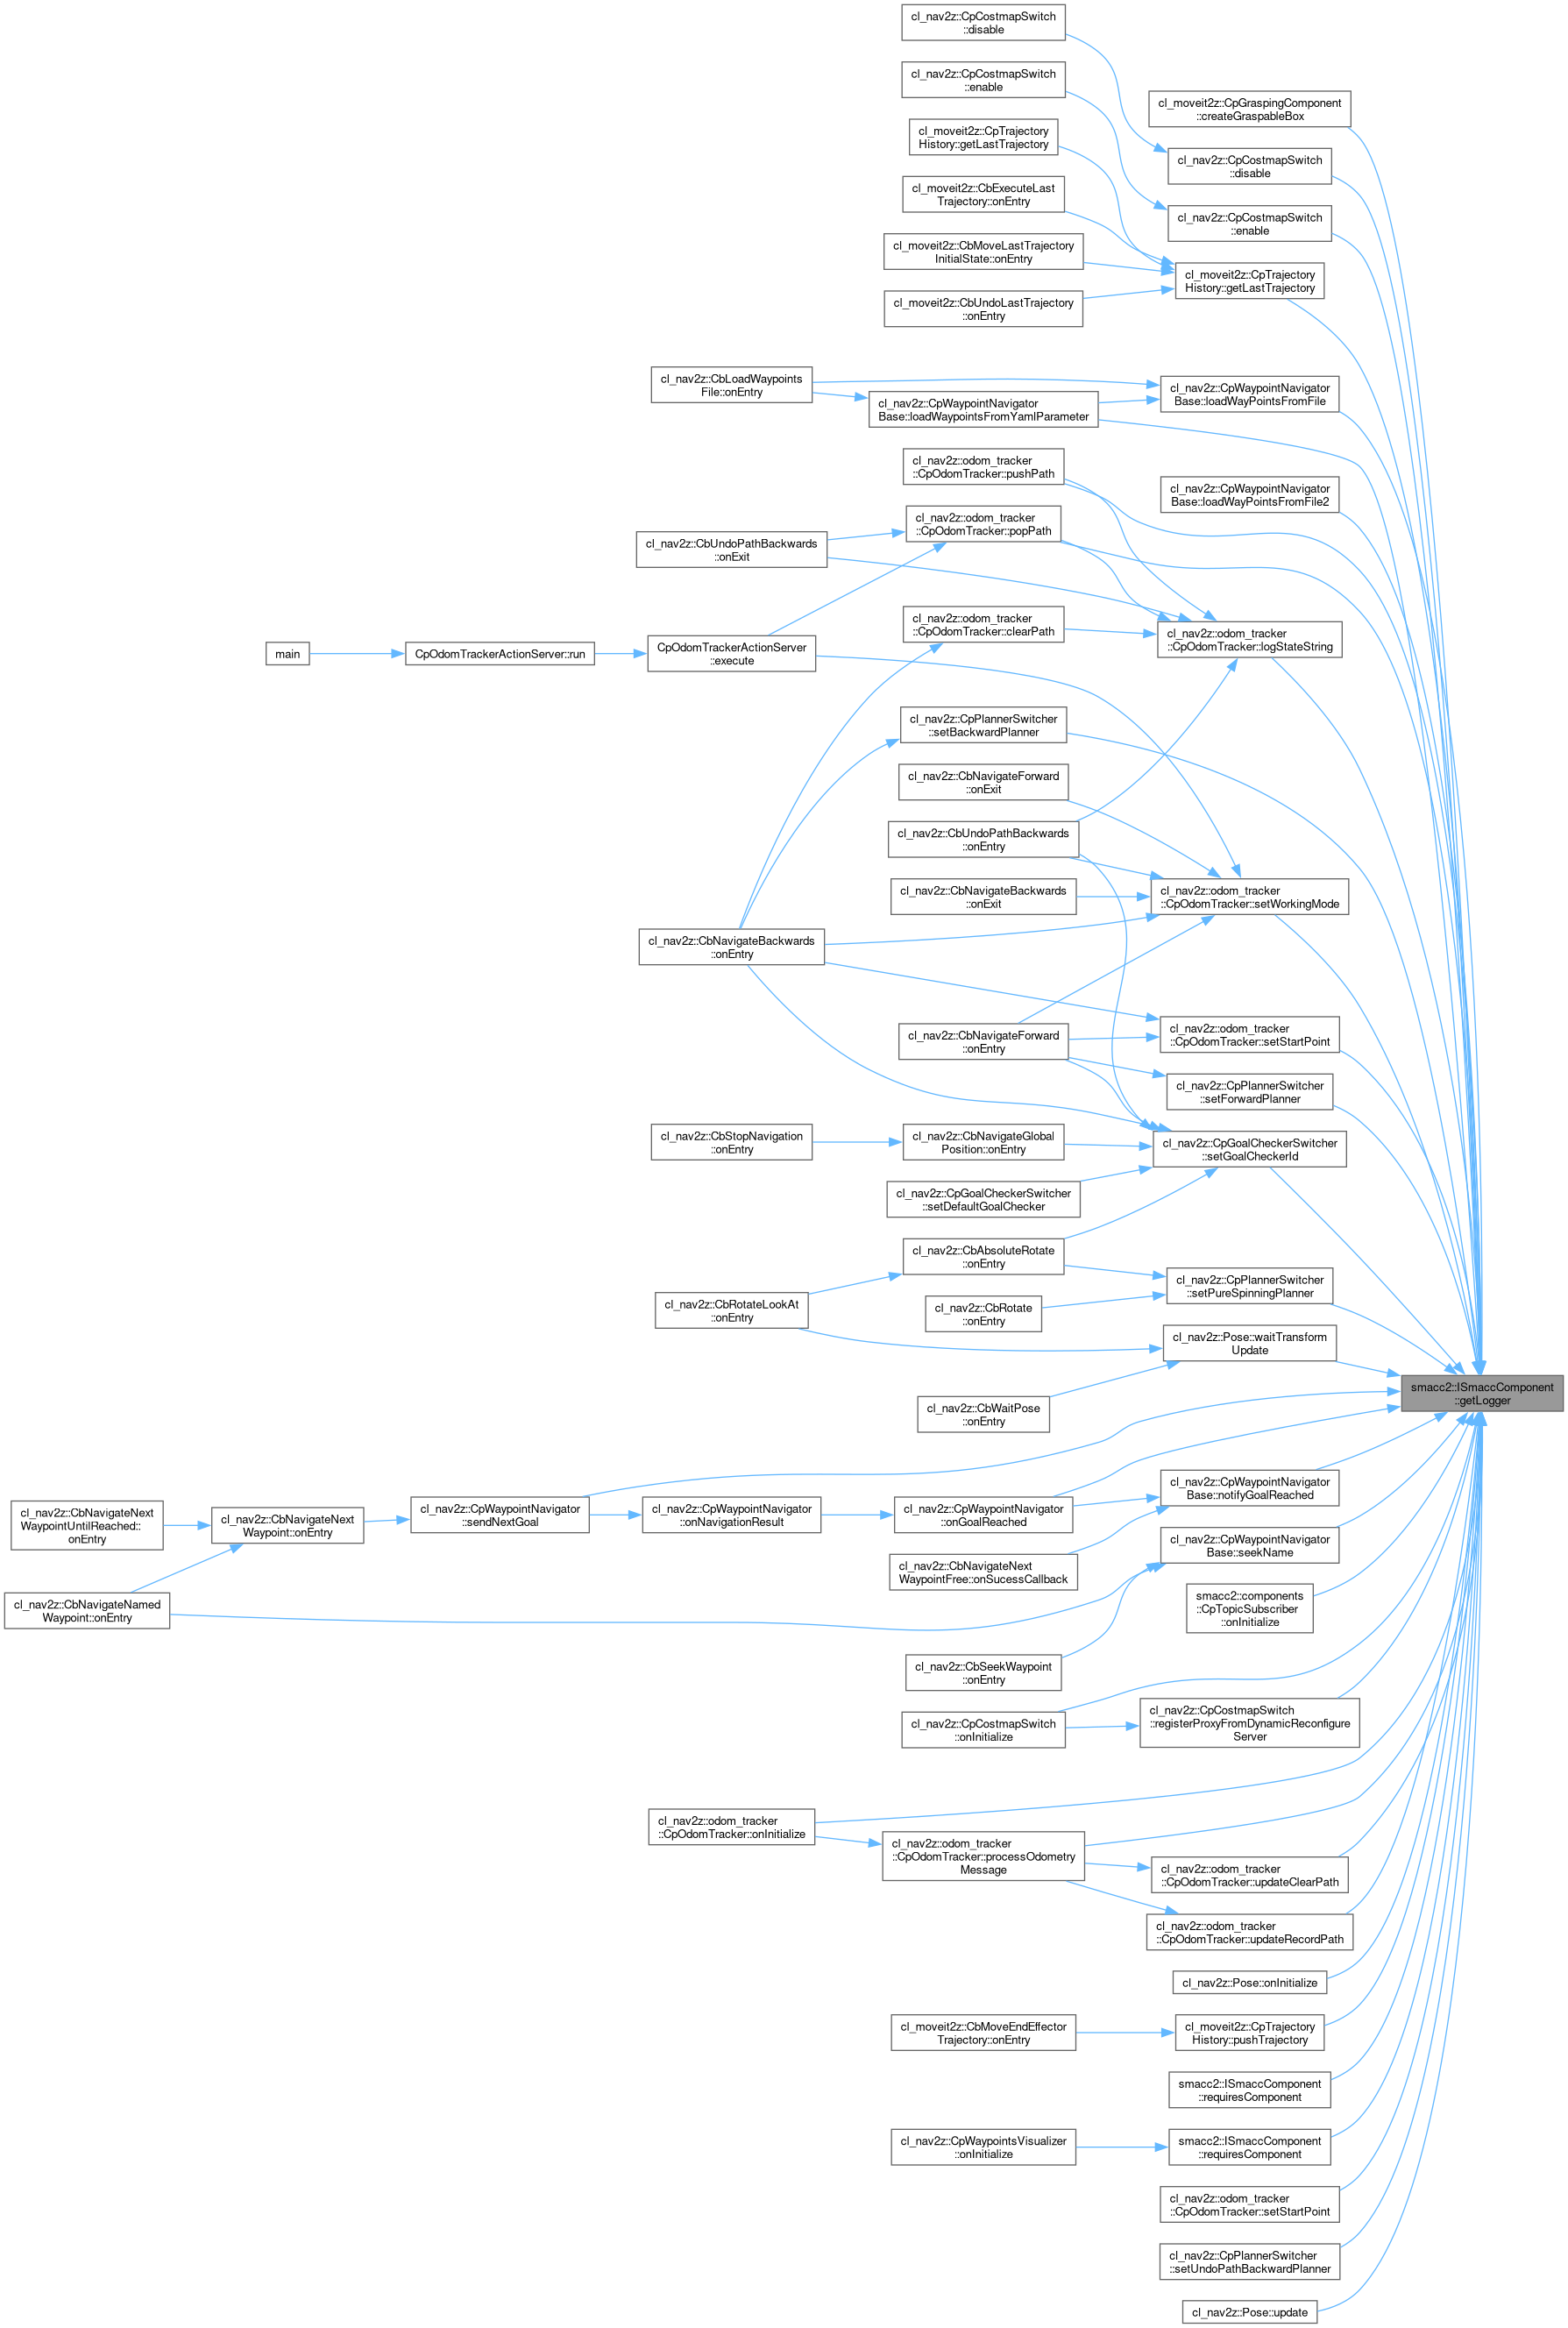 cl_nav2z::CpCostmapSwitch
::disable
cl_nav2z::CpCostmapSwitch
::enable
cl_moveit2z::CpGraspingComponent
::createGraspableBox
cl_moveit2z::CpTrajectory
History::getLastTrajectory
cl_nav2z::CpCostmapSwitch
::disable
cl_moveit2z::CbExecuteLast
Trajectory::onEntry
cl_nav2z::CpCostmapSwitch
::enable
cl_moveit2z::CbMoveLastTrajectory
InitialState::onEntry
cl_moveit2z::CpTrajectory
History::getLastTrajectory
cl_moveit2z::CbUndoLastTrajectory
::onEntry
cl_nav2z::CbLoadWaypoints
File::onEntry
cl_nav2z::CpWaypointNavigator
Base::loadWayPointsFromFile
cl_nav2z::CpWaypointNavigator
Base::loadWaypointsFromYamlParameter
cl_nav2z::odom_tracker
::CpOdomTracker::pushPath
cl_nav2z::CpWaypointNavigator
Base::loadWayPointsFromFile2
cl_nav2z::odom_tracker
::CpOdomTracker::popPath
cl_nav2z::CbUndoPathBackwards
::onExit
cl_nav2z::odom_tracker
::CpOdomTracker::clearPath
cl_nav2z::odom_tracker
::CpOdomTracker::logStateString
main
CpOdomTrackerActionServer::run
CpOdomTrackerActionServer
::execute
cl_nav2z::CpPlannerSwitcher
::setBackwardPlanner
cl_nav2z::CbNavigateForward
::onExit
cl_nav2z::CbUndoPathBackwards
::onEntry
cl_nav2z::CbNavigateBackwards
::onExit
cl_nav2z::odom_tracker
::CpOdomTracker::setWorkingMode
cl_nav2z::CbNavigateBackwards
::onEntry
cl_nav2z::CbNavigateForward
::onEntry
cl_nav2z::odom_tracker
::CpOdomTracker::setStartPoint
cl_nav2z::CpPlannerSwitcher
::setForwardPlanner
cl_nav2z::CbStopNavigation
::onEntry
cl_nav2z::CbNavigateGlobal
Position::onEntry
cl_nav2z::CpGoalCheckerSwitcher
::setGoalCheckerId
cl_nav2z::CpGoalCheckerSwitcher
::setDefaultGoalChecker
cl_nav2z::CbAbsoluteRotate
::onEntry
cl_nav2z::CpPlannerSwitcher
::setPureSpinningPlanner
cl_nav2z::CbRotateLookAt
::onEntry
cl_nav2z::CbRotate
::onEntry
cl_nav2z::Pose::waitTransform
Update
smacc2::ISmaccComponent
::getLogger
cl_nav2z::CbWaitPose
::onEntry
cl_nav2z::CbNavigateNext
WaypointUntilReached::
onEntry
cl_nav2z::CbNavigateNext
Waypoint::onEntry
cl_nav2z::CpWaypointNavigator
::sendNextGoal
cl_nav2z::CpWaypointNavigator
::onNavigationResult
cl_nav2z::CpWaypointNavigator
::onGoalReached
cl_nav2z::CpWaypointNavigator
Base::notifyGoalReached
cl_nav2z::CbNavigateNext
WaypointFree::onSucessCallback
cl_nav2z::CpWaypointNavigator
Base::seekName
cl_nav2z::CbNavigateNamed
Waypoint::onEntry
smacc2::components
::CpTopicSubscriber
::onInitialize
cl_nav2z::CbSeekWaypoint
::onEntry
cl_nav2z::CpCostmapSwitch
::onInitialize
cl_nav2z::CpCostmapSwitch
::registerProxyFromDynamicReconfigure
Server
cl_nav2z::odom_tracker
::CpOdomTracker::onInitialize
cl_nav2z::odom_tracker
::CpOdomTracker::processOdometry
Message
cl_nav2z::odom_tracker
::CpOdomTracker::updateClearPath
cl_nav2z::odom_tracker
::CpOdomTracker::updateRecordPath
cl_nav2z::Pose::onInitialize
cl_moveit2z::CbMoveEndEffector
Trajectory::onEntry
cl_moveit2z::CpTrajectory
History::pushTrajectory
smacc2::ISmaccComponent
::requiresComponent
cl_nav2z::CpWaypointsVisualizer
::onInitialize
smacc2::ISmaccComponent
::requiresComponent
cl_nav2z::odom_tracker
::CpOdomTracker::setStartPoint
cl_nav2z::CpPlannerSwitcher
::setUndoPathBackwardPlanner
cl_nav2z::Pose::update